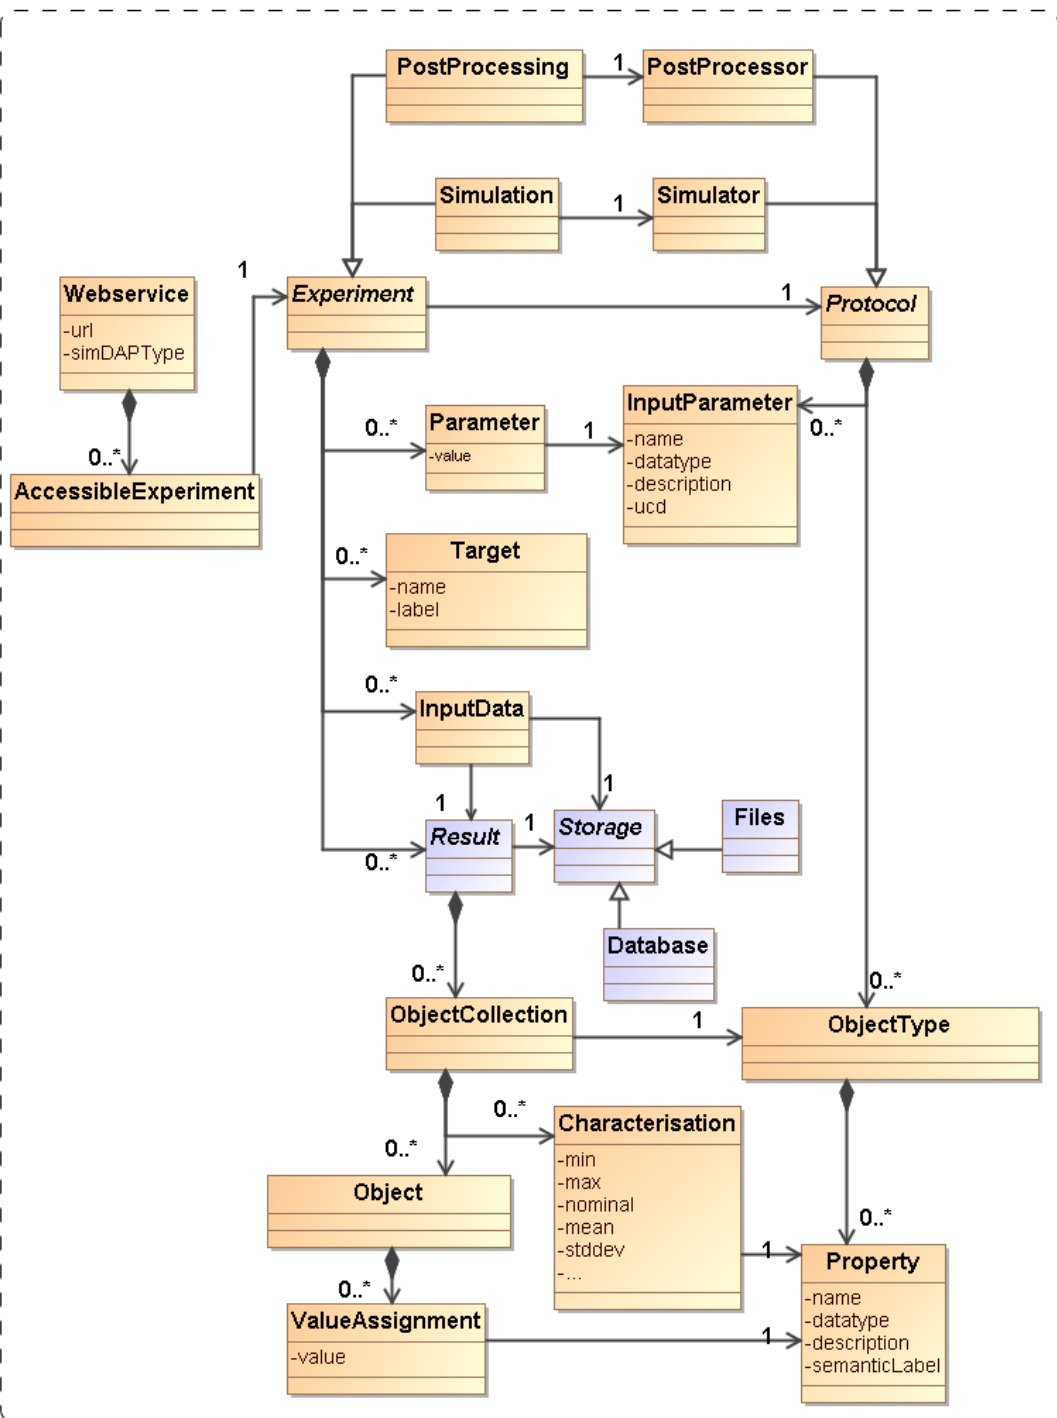 PostProcessing
1
PostProcessor
Simulation
1
Simulator
1
Webservice
-url
-simDAPType
Experiment
1
Protocol
0..*
AccessibleExperiment
0..*
Parameter
-value
1
InputParameter
-name
-datatype
-description
-ucd
0..*
0..*
Target
-name
-label
0..*
InputData
1
1
Result
0..*
1
Storage
Files
Database
0..*
ObjectCollection
1
0..*
ObjectType
0..*
Characterisation
-min
-max
-nominal
-mean
-stddev
-...
0..*
Object
0..*
ValueAssignment
-value
1
1
0..*
Property
-name
-datatype
-description
-semanticLabel